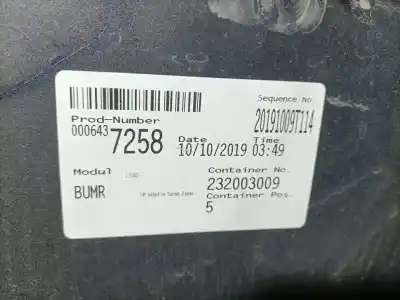 Sequence No
20191009T114
Prod-Number
000643 7258
Date Time
10/10/2019 03:49
Modul
BUMR
Container No.
232003009
Container Pos.
5